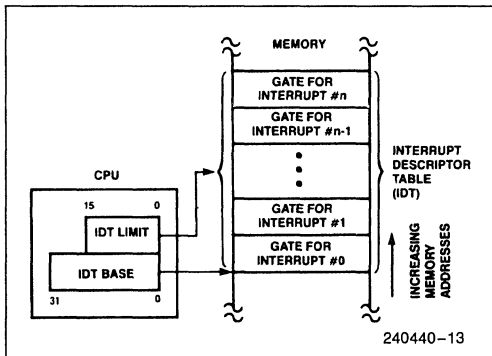 MEMORY
GATE FOR
INTERRUPT #n
GATE FOR
INTERRUPT #n-1
GATE FOR
INTERRUPT #1
GATE FOR
INTERRUPT #0
CPU
15 0
IDT LIMIT
IDT BASE
31 0
INTERRUPT
DESCRIPTOR
TABLE
(IDT)
INCREASING
MEMORY
ADDRESSES
240440-13